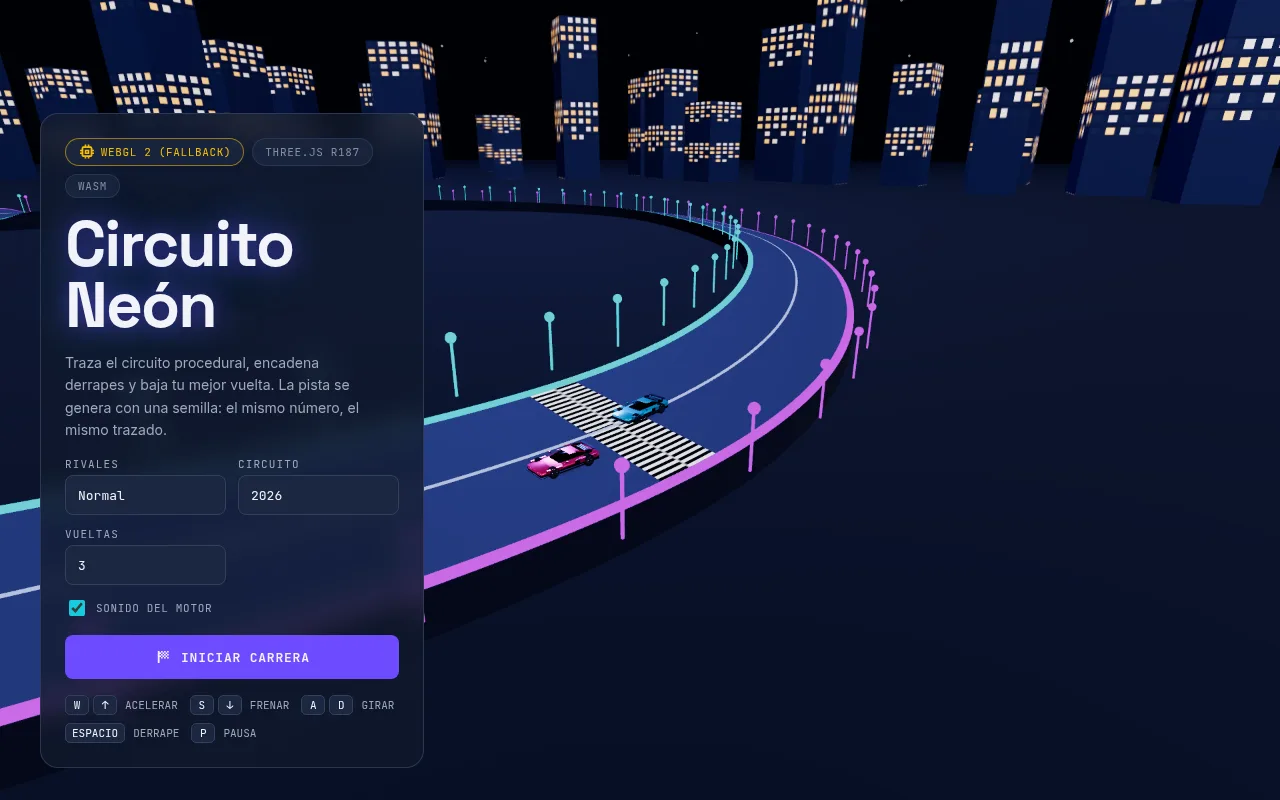 WEBGL 2 (FALLBACK) THREE.JS R187
WASM
Circuito
Neón
Traza el circuito procedural, encadena
derrapes y baja tu mejor vuelta. La pista se
genera con una semilla: el mismo número, el
mismo trazado.
RIVALES CIRCUITO
Normal 2026
VUELTAS
3
SONIDO DEL MOTOR
INICIAR CARRERA
W ↑ ACELERAR S ↓ FRENAR A D GIRAR
ESPACIO DERRAPE P PAUSA